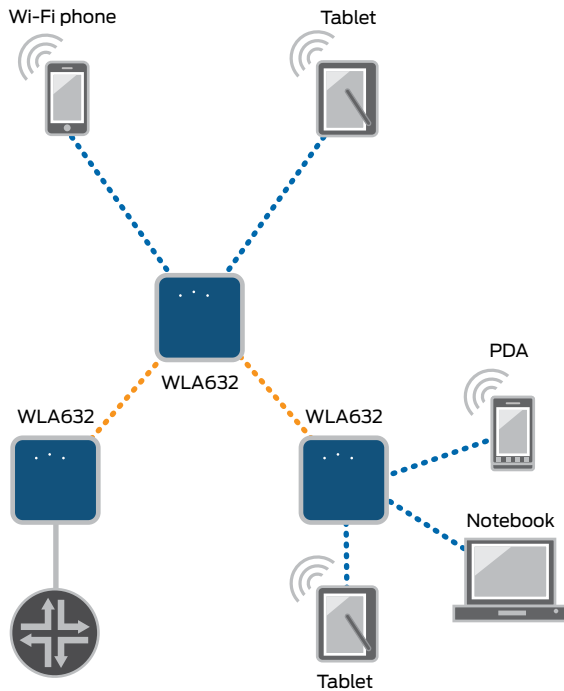 Wi-Fi phone
Tablet
WLA632
PDA
WLA632
WLA632
Notebook
Tablet